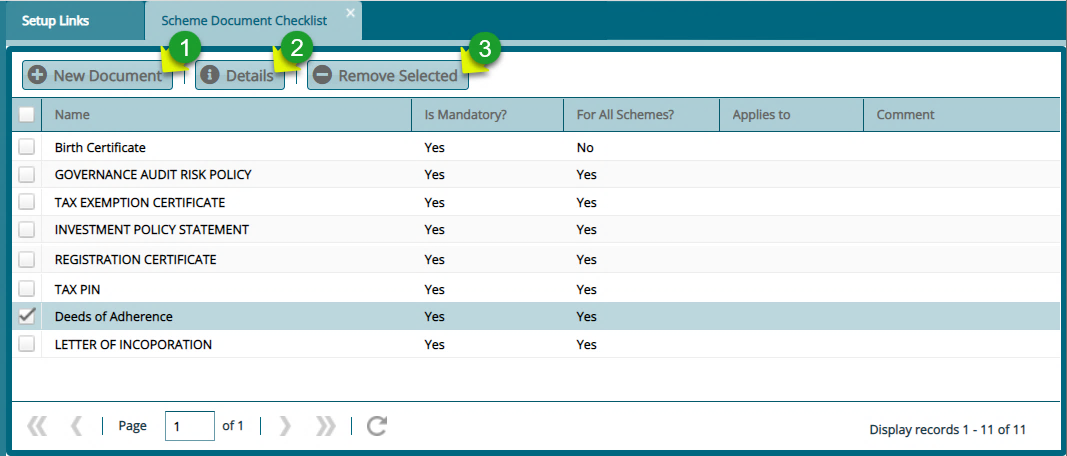 Setup Links Scheme Document Checklist
1 2 3
New Document Details Remove Selected
Name Is Mandatory? For All Schemes? Applies to Comment
Birth Certificate Yes No
GOVERNANCE AUDIT RISK POLICY Yes Yes
TAX EXEMPTION CERTIFICATE Yes Yes
INVESTMENT POLICY STATEMENT Yes Yes
REGISTRATION CERTIFICATE Yes Yes
TAX PIN Yes Yes
Deeds of Adherence Yes Yes
LETTER OF INCOPORATION Yes Yes
Page 1 of 1 Display records 1 - 11 of 11